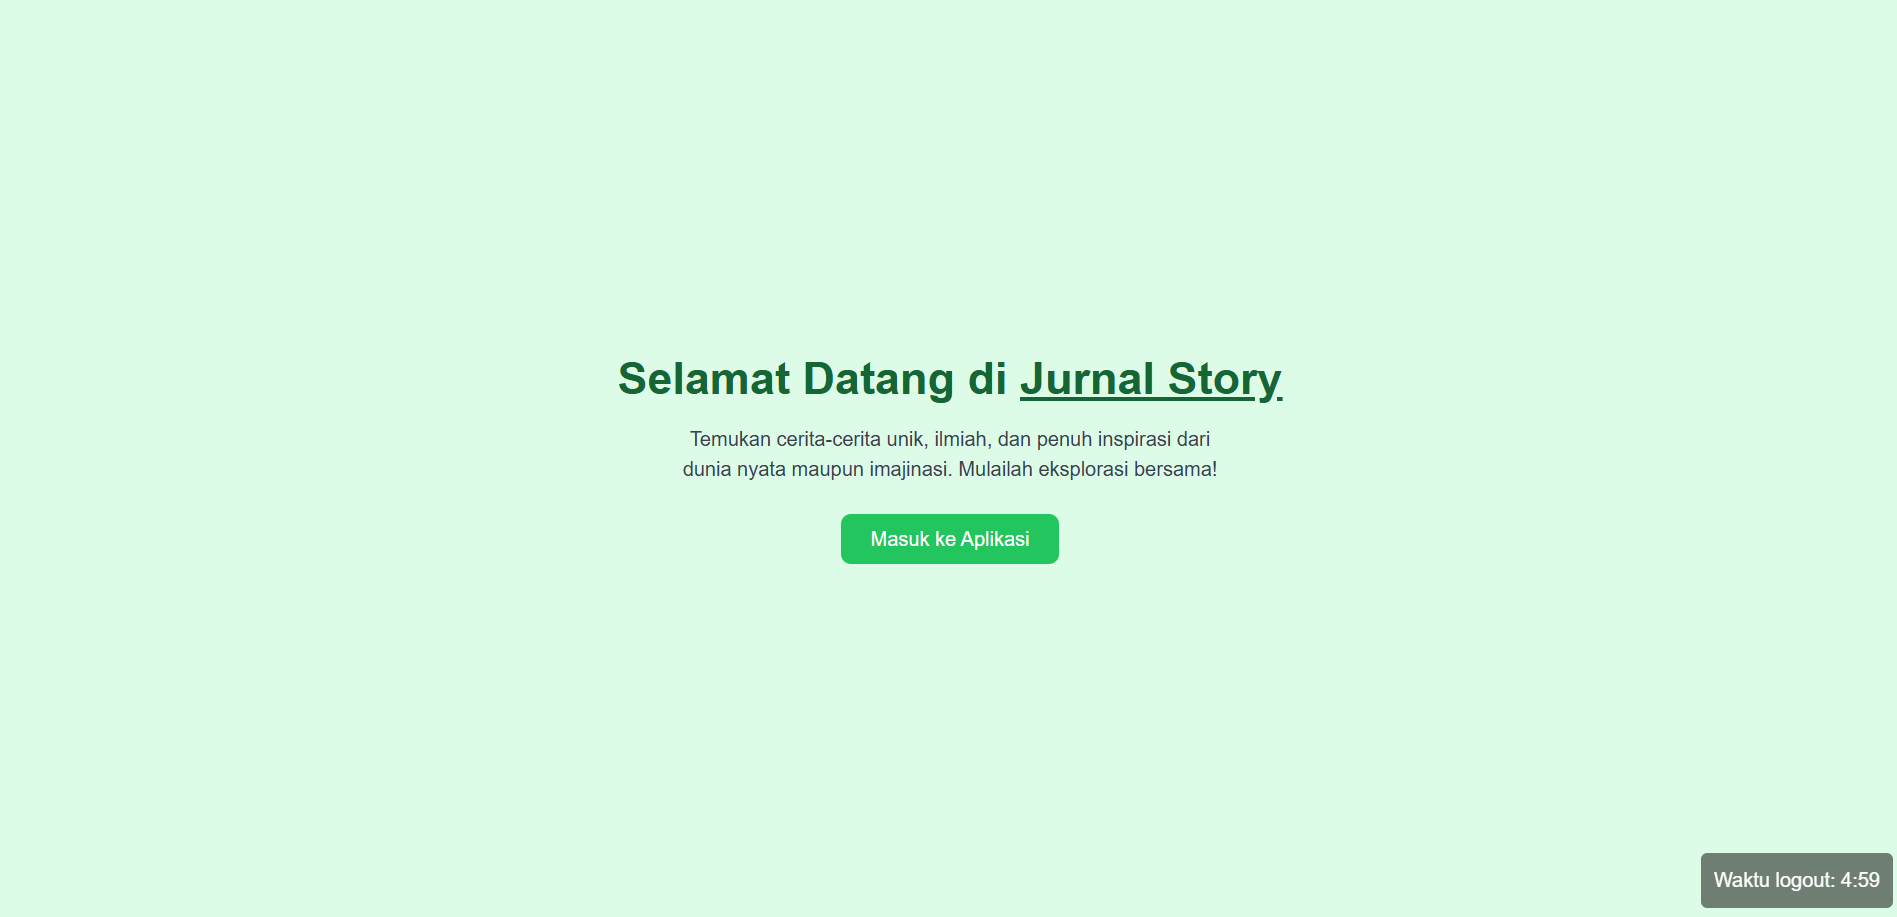 Selamat Datang di Jurnal Story
Temukan cerita-cerita unik, ilmiah, dan penuh inspirasi dari
dunia nyata maupun imajinasi. Mulailah eksplorasi bersama!
Masuk ke Aplikasi
Waktu logout: 4:59